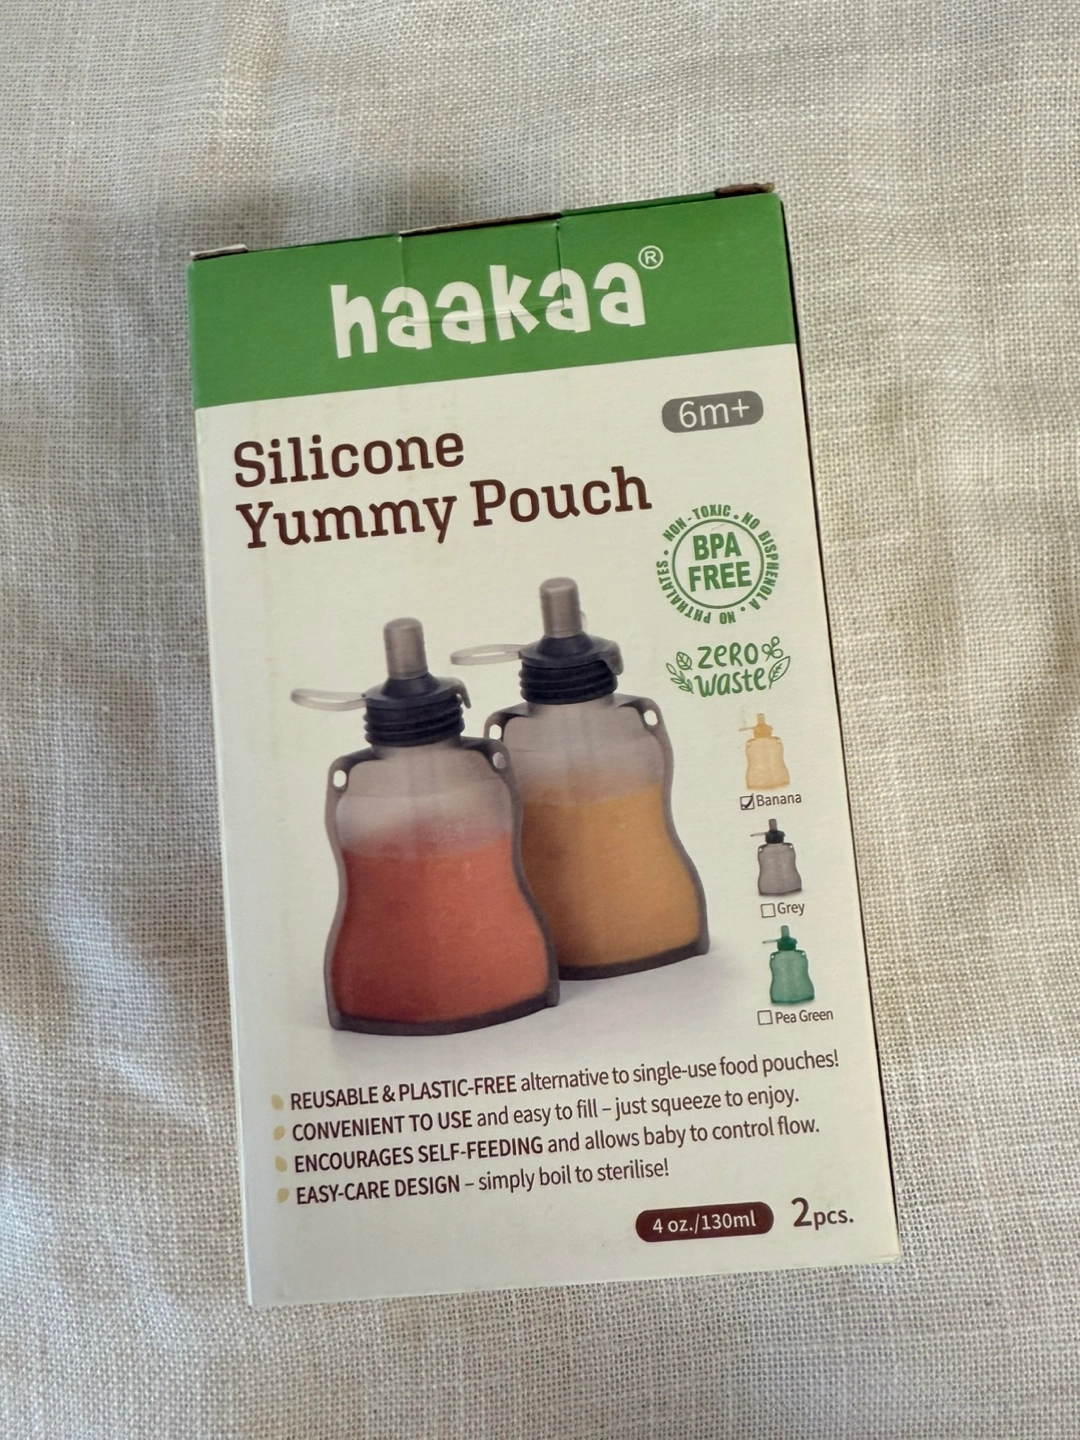 haakaa®
6m+
Silicone
Yummy Pouch
NON-TOXIC • NO BISPHENOL A • NO PHTHALATES •
BPA
FREE
ZERO
waste
Banana
Grey
Pea Green
REUSABLE & PLASTIC-FREE alternative to single-use food pouches!
CONVENIENT TO USE and easy to fill – just squeeze to enjoy.
ENCOURAGES SELF-FEEDING and allows baby to control flow.
EASY-CARE DESIGN – simply boil to sterilise!
4 oz./130ml 2pcs.